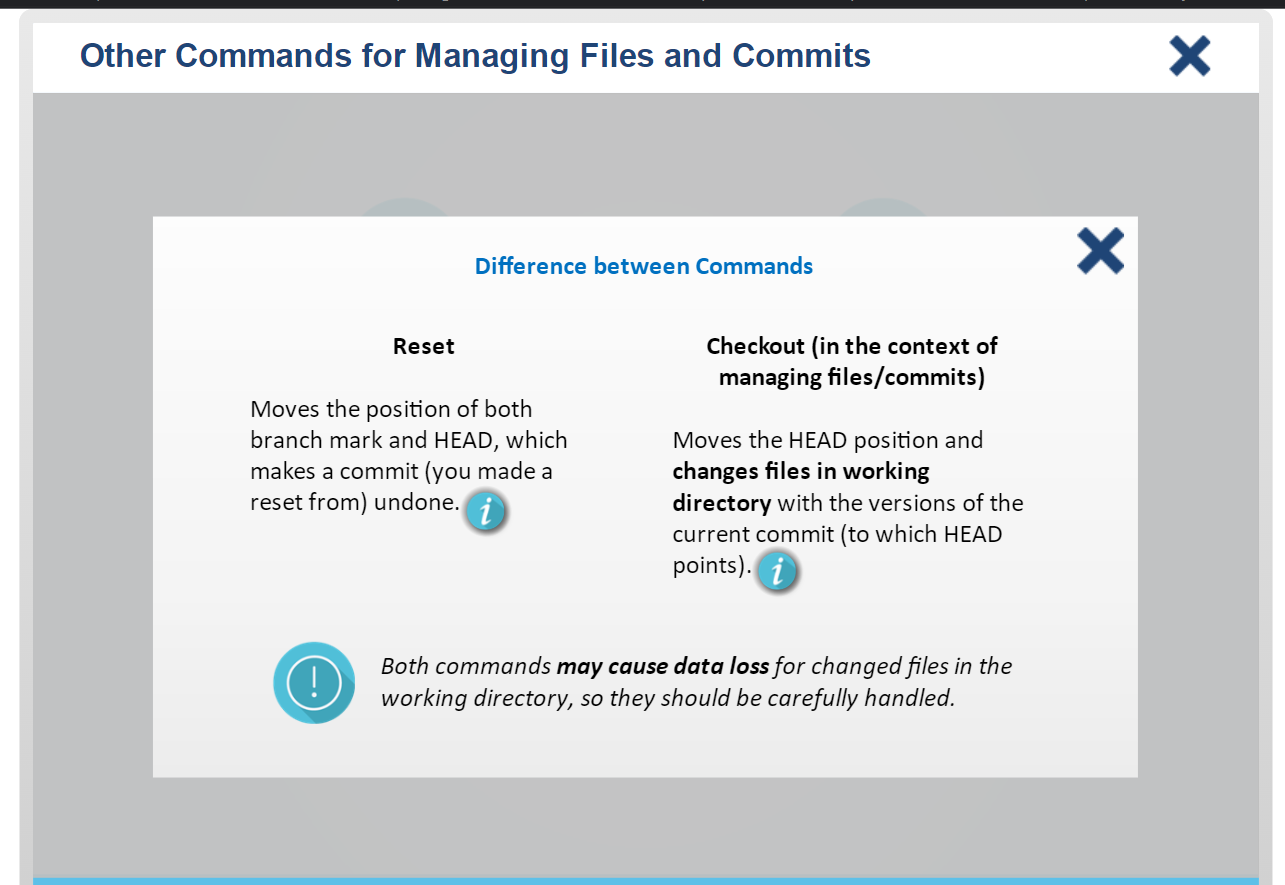 Other Commands for Managing Files and Commits
Difference between Commands
Reset
Moves the position of both
branch mark and HEAD, which
makes a commit (you made a
reset from) undone.
i
Checkout (in the context of
managing files/commits)
Moves the HEAD position and
changes files in working
directory with the versions of the
current commit (to which HEAD
points).
i
!
Both commands may cause data loss for changed files in the
working directory, so they should be carefully handled.